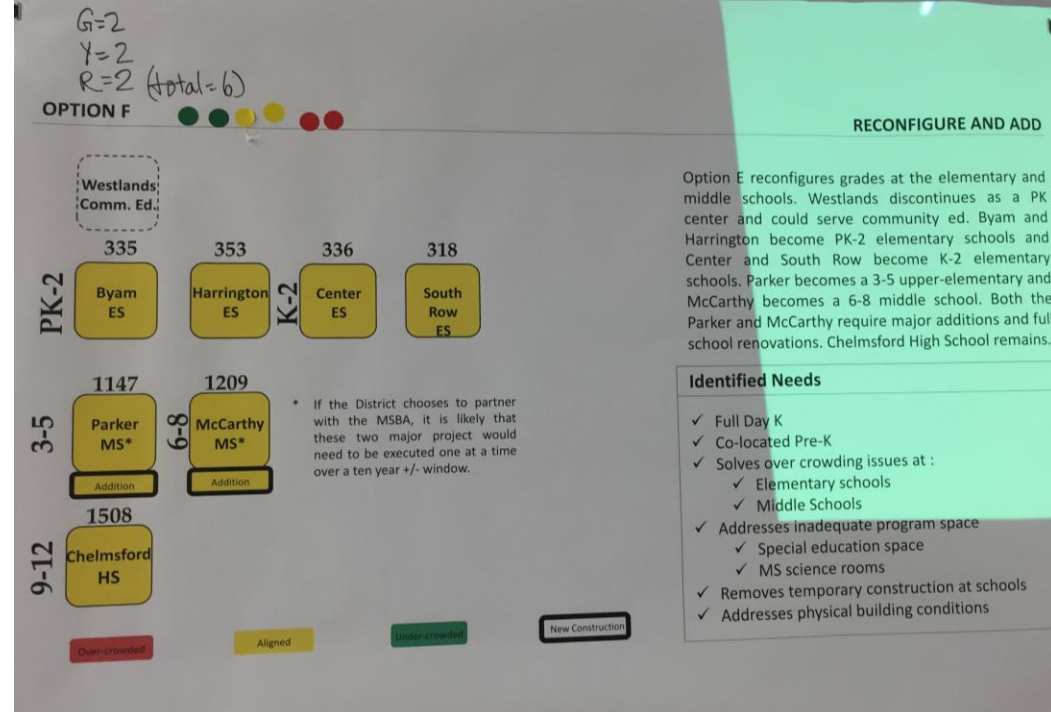 G=2
Y=2
R=2 (total=6)
OPTION F
RECONFIGURE AND ADD
Westlands
Comm. Ed.
Option E reconfigures grades at the elementary and
middle schools. Westlands discontinues as a PK
center and could serve community ed. Byam and
Harrington become PK-2 elementary schools and
Center and South Row become K-2 elementary
schools. Parker becomes a 3-5 upper-elementary and
McCarthy becomes a 6-8 middle school. Both the
Parker and McCarthy require major additions and full
school renovations. Chelmsford High School remains.
PK-2
335
Byam
ES
353
Harrington
ES
K-2
336
Center
ES
318
South
Row
ES
3-5
1147
Parker
MS*
Addition
6-8
1209
McCarthy
MS*
Addition
* If the District chooses to partner
with the MSBA, it is likely that
these two major project would
need to be executed one at a time
over a ten year +/- window.
9-12
1508
Chelmsford
HS
Identified Needs
✓ Full Day K
✓ Co-located Pre-K
✓ Solves over crowding issues at :
✓ Elementary schools
✓ Middle Schools
✓ Addresses inadequate program space
✓ Special education space
✓ MS science rooms
✓ Removes temporary construction at schools
✓ Addresses physical building conditions
Over-crowded
Aligned
Under-crowded
New Construction